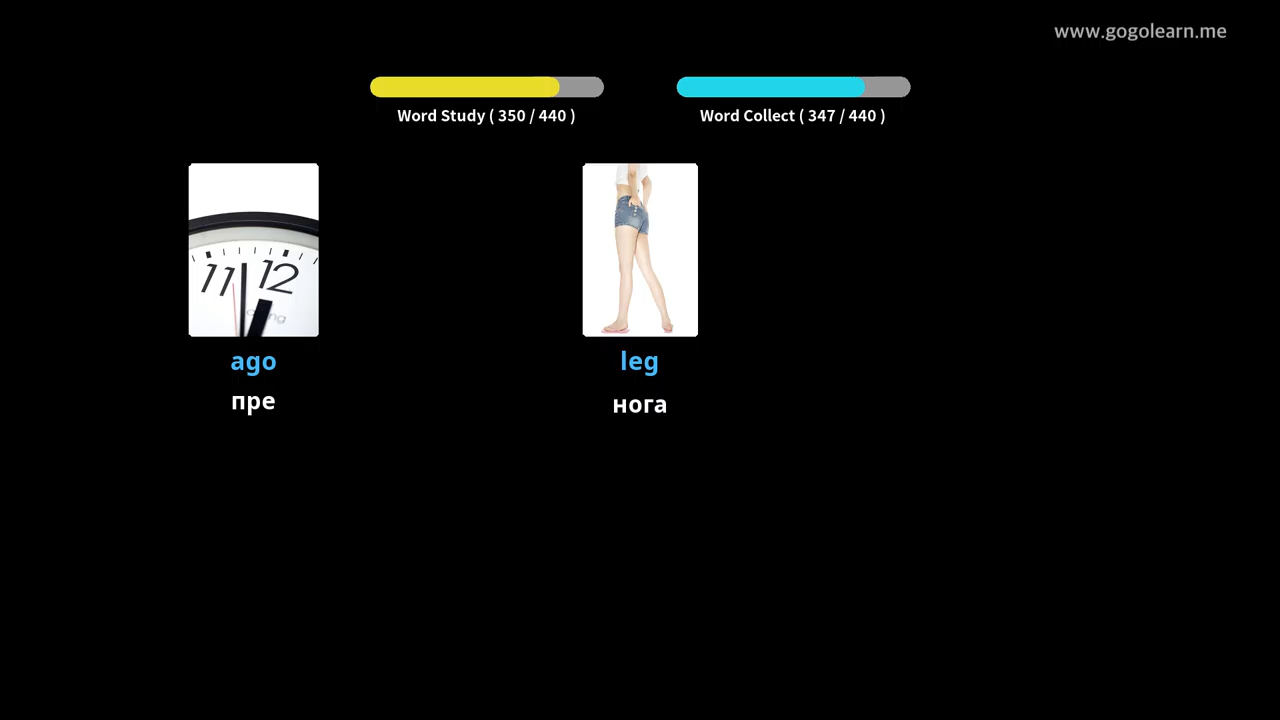 www.gogolearn.me
Word Study ( 350 / 440 )
Word Collect ( 347 / 440 )
11 12
ago
leg
пре
нога